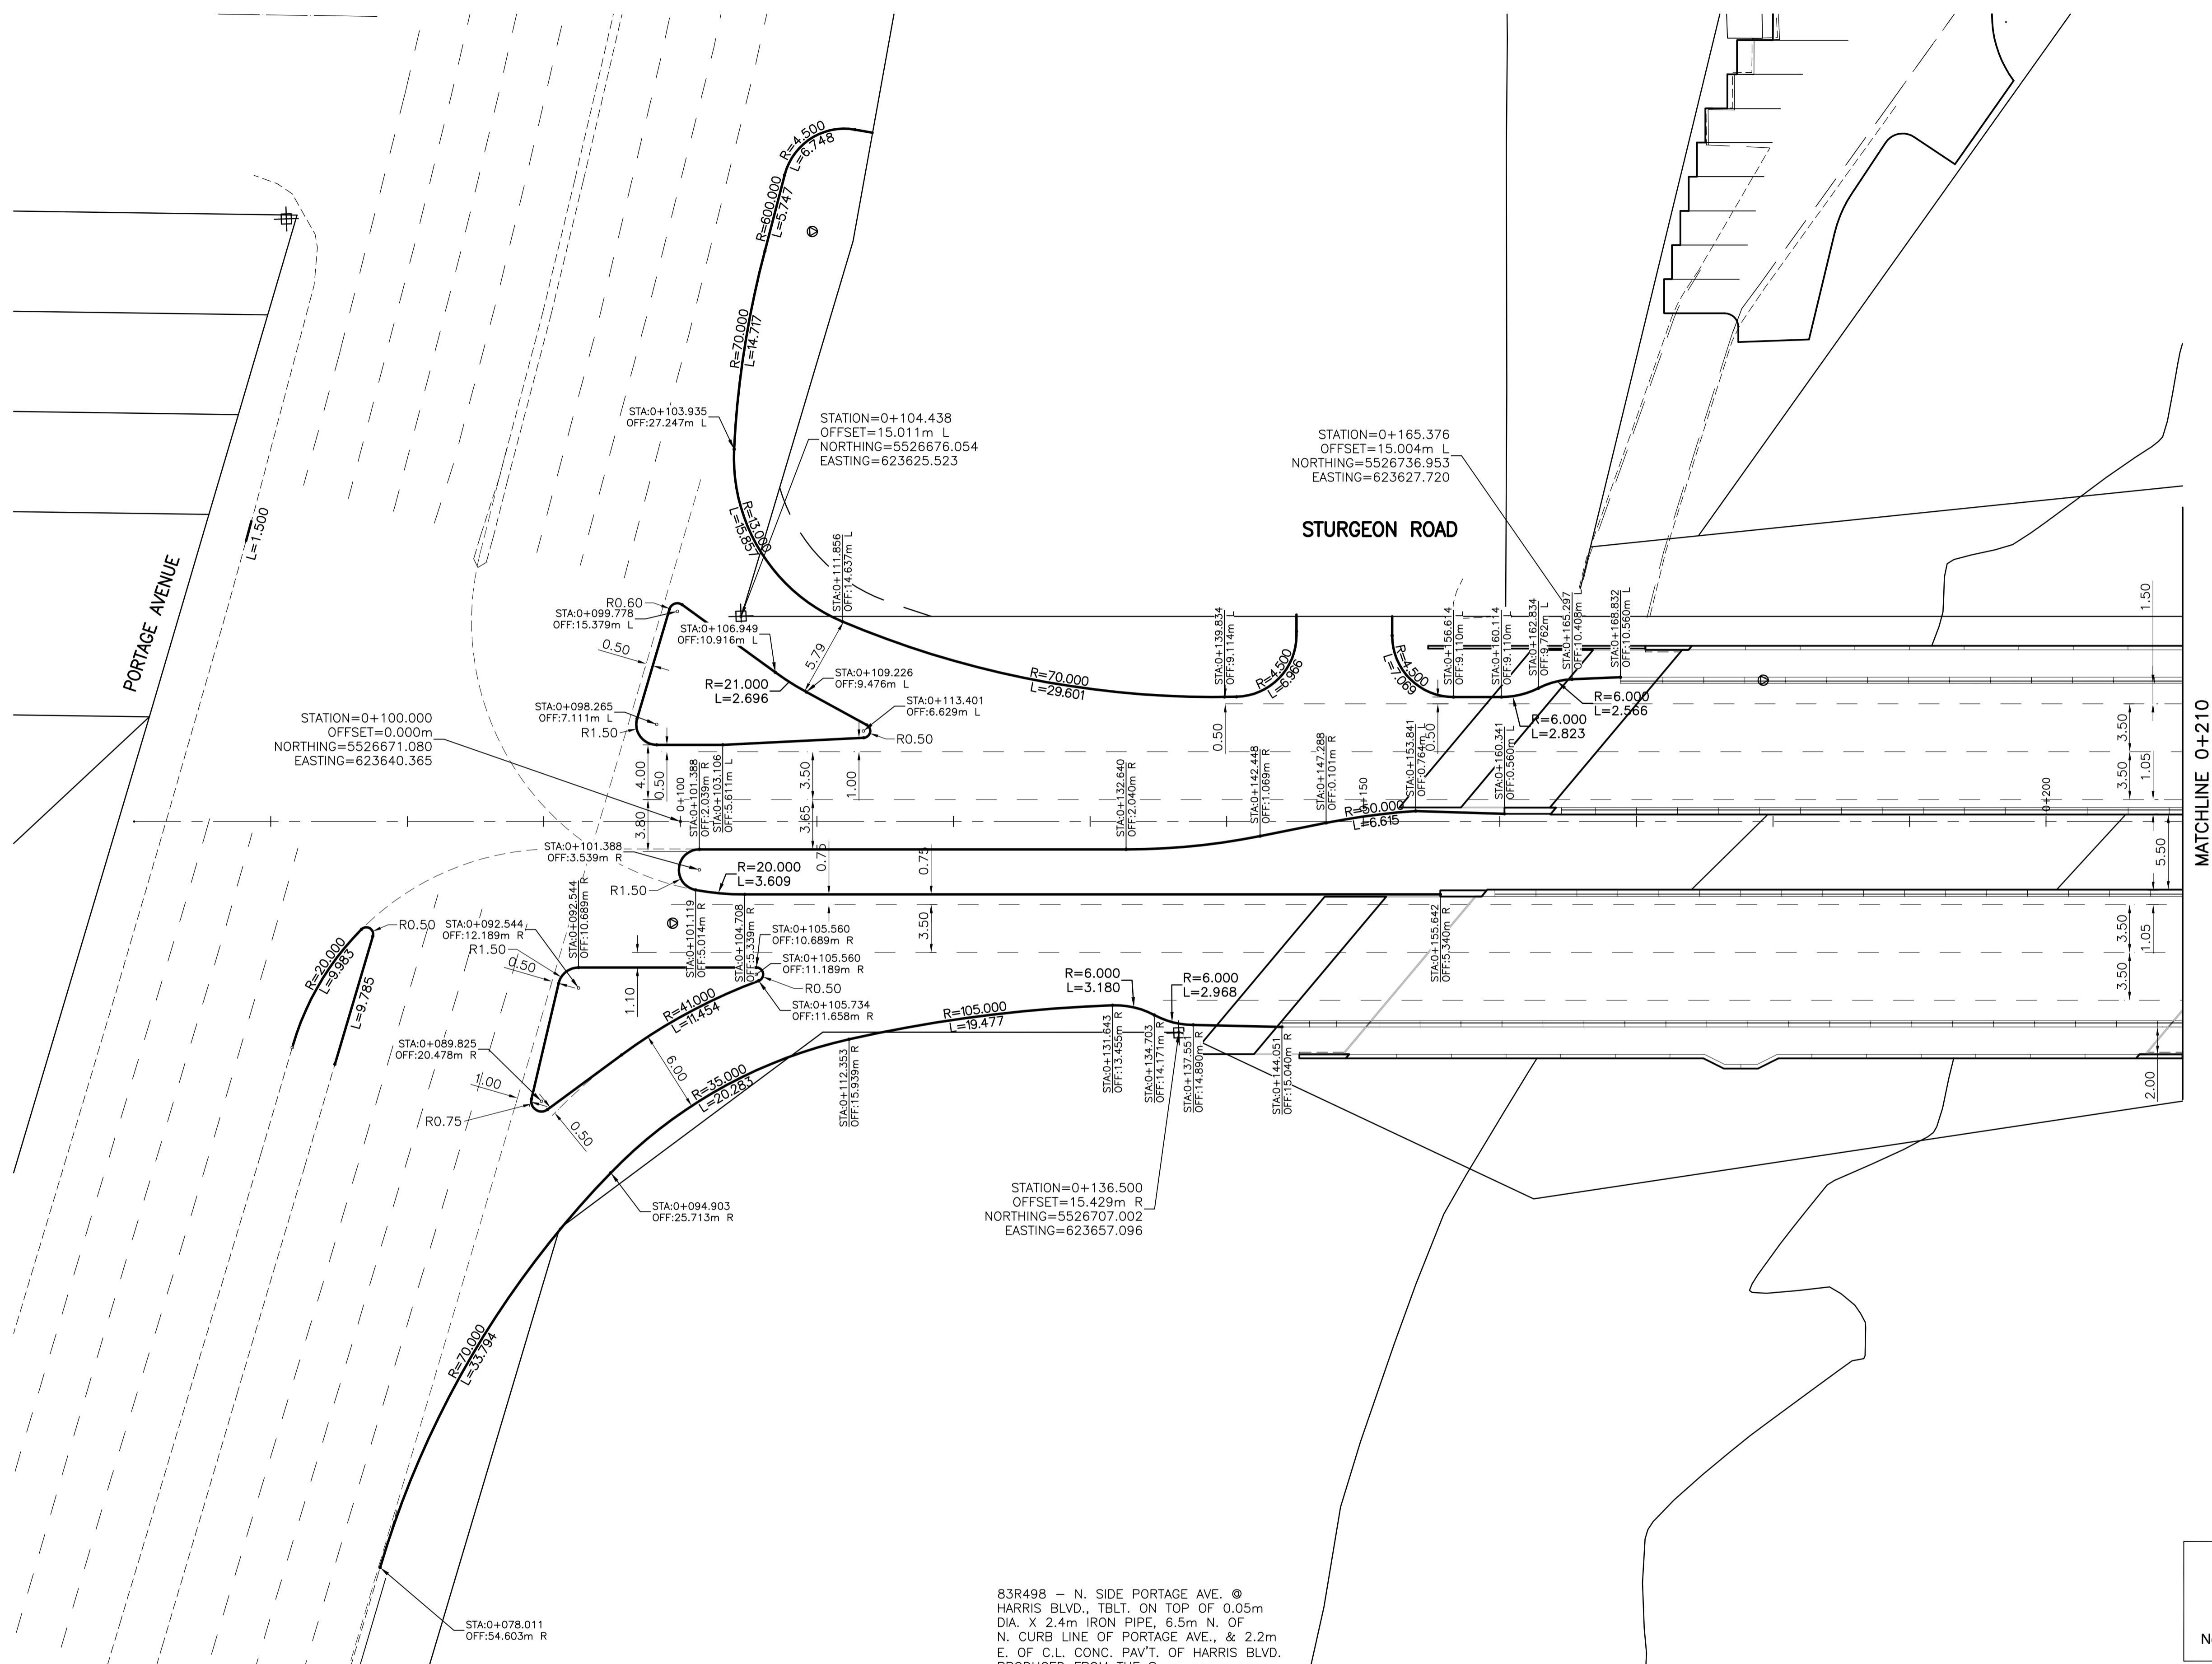 R=4.500
L=6.748
R=600.000
L=5.747
R=70.000
L=14.717
STA:0+103.935
OFF:27.247m L
STATION=0+104.438
OFFSET=15.011m L
NORTHING=5526676.054
EASTING=623625.523
STATION=0+165.376
OFFSET=15.004m L
NORTHING=5526736.953
EASTING=623627.720
STURGEON ROAD
PORTAGE AVENUE
L=1.500
R=13.000
L=15.857
STA:0+111.856
OFF:14.637m L
R0.60
STA:0+099.778
OFF:15.379m L
STA:0+106.949
OFF:10.916m L
0.50
5.79
STA:0+109.226
OFF:9.476m L
R=21.000
L=2.696
STA:0+113.401
OFF:6.629m L
R0.50
STA:0+098.265
OFF:7.111m L
R1.50
R=70.000
L=29.601
STA:0+139.834
OFF:9.114m L
R=4.500
L=6.966
R=4.500
L=7.069
STA:0+156.614
OFF:9.110m L
STA:0+160.114
OFF:9.110m L
STA:0+162.834
OFF:9.762m L
STA:0+165.297
OFF:10.408m L
STA:0+168.832
OFF:10.560m L
R=6.000
L=2.566
R=6.000
L=2.823
1.50
3.50
3.50
1.05
MATCHLINE 0+210
STATION=0+100.000
OFFSET=0.000m
NORTHING=5526671.080
EASTING=623640.365
4.00
0.50
3.80
0+100
STA:0+101.388
OFF:2.039m R
STA:0+103.106
OFF:5.611m L
3.50
3.65
1.00
0.50
STA:0+132.640
OFF:2.040m R
STA:0+142.448
OFF:1.069m R
STA:0+147.288
OFF:0.101m R
0+150
STA:0+153.841
OFF:0.764m L
0.50
STA:0+160.341
OFF:0.560m L
R=50.000
L=6.615
0+200
5.50
STA:0+101.388
OFF:3.539m R
R1.50
R=20.000
L=3.609
0.75
0.75
3.50
STA:0+092.544
OFF:10.689m R
STA:0+101.119
OFF:5.014m R
STA:0+104.708
OFF:5.339m R
STA:0+155.642
OFF:5.340m R
3.50
1.05
3.50
R0.50
R=20.000
L=9.983
L=9.785
STA:0+092.544
OFF:12.189m R
R1.50
0.50
STA:0+105.560
OFF:10.689m R
STA:0+105.560
OFF:11.189m R
R0.50
STA:0+105.734
OFF:11.658m R
1.10
R=41.000
L=11.454
R=105.000
L=19.477
R=6.000
L=3.180
R=6.000
L=2.968
STA:0+089.825
OFF:20.478m R
1.00
R0.75
0.50
6.00
R=35.000
L=20.283
STA:0+112.353
OFF:15.939m R
STA:0+131.643
OFF:13.455m R
STA:0+134.703
OFF:14.171m R
STA:0+137.551
OFF:14.890m R
STA:0+144.051
OFF:15.040m R
2.00
STA:0+094.903
OFF:25.713m R
STATION=0+136.500
OFFSET=15.429m R
NORTHING=5526707.002
EASTING=623657.096
R=70.000
L=33.794
STA:0+078.011
OFF:54.603m R
83R498 – N. SIDE PORTAGE AVE. @
HARRIS BLVD., TBLT. ON TOP OF 0.05m
DIA. X 2.4m IRON PIPE, 6.5m N. OF
N. CURB LINE OF PORTAGE AVE., & 2.2m
E. OF C.L. CONC. PAV'T. OF HARRIS BLVD.